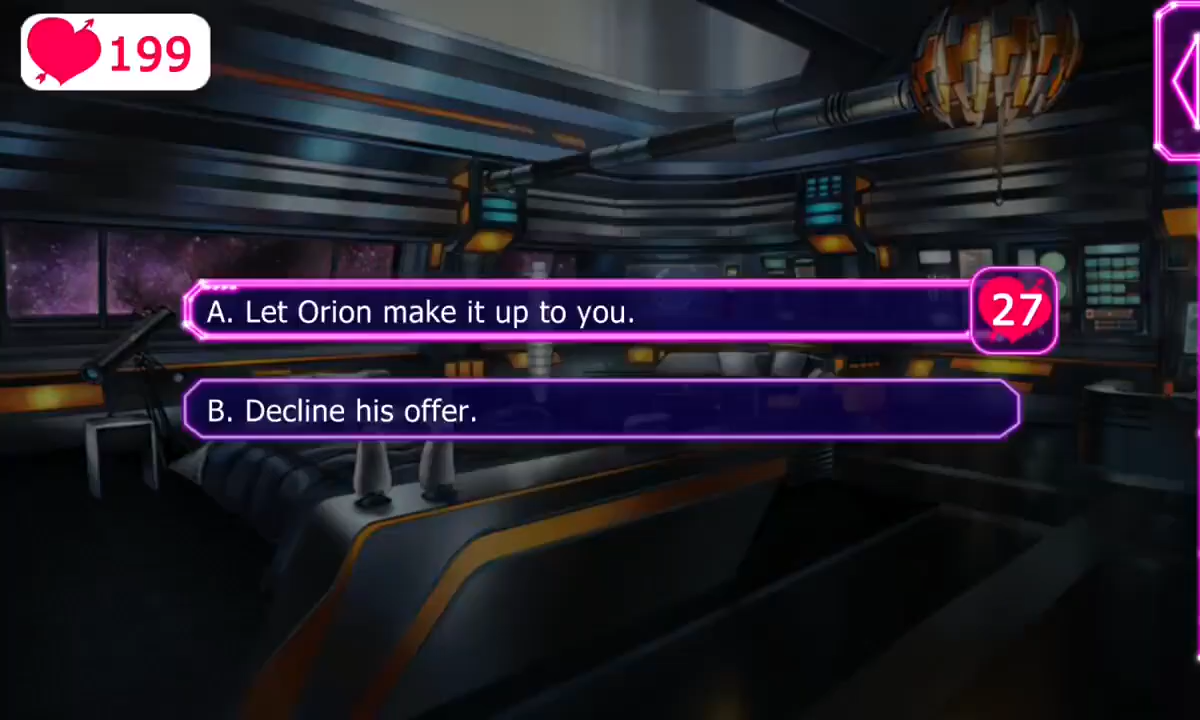 199
A. Let Orion make it up to you.
27
B. Decline his offer.